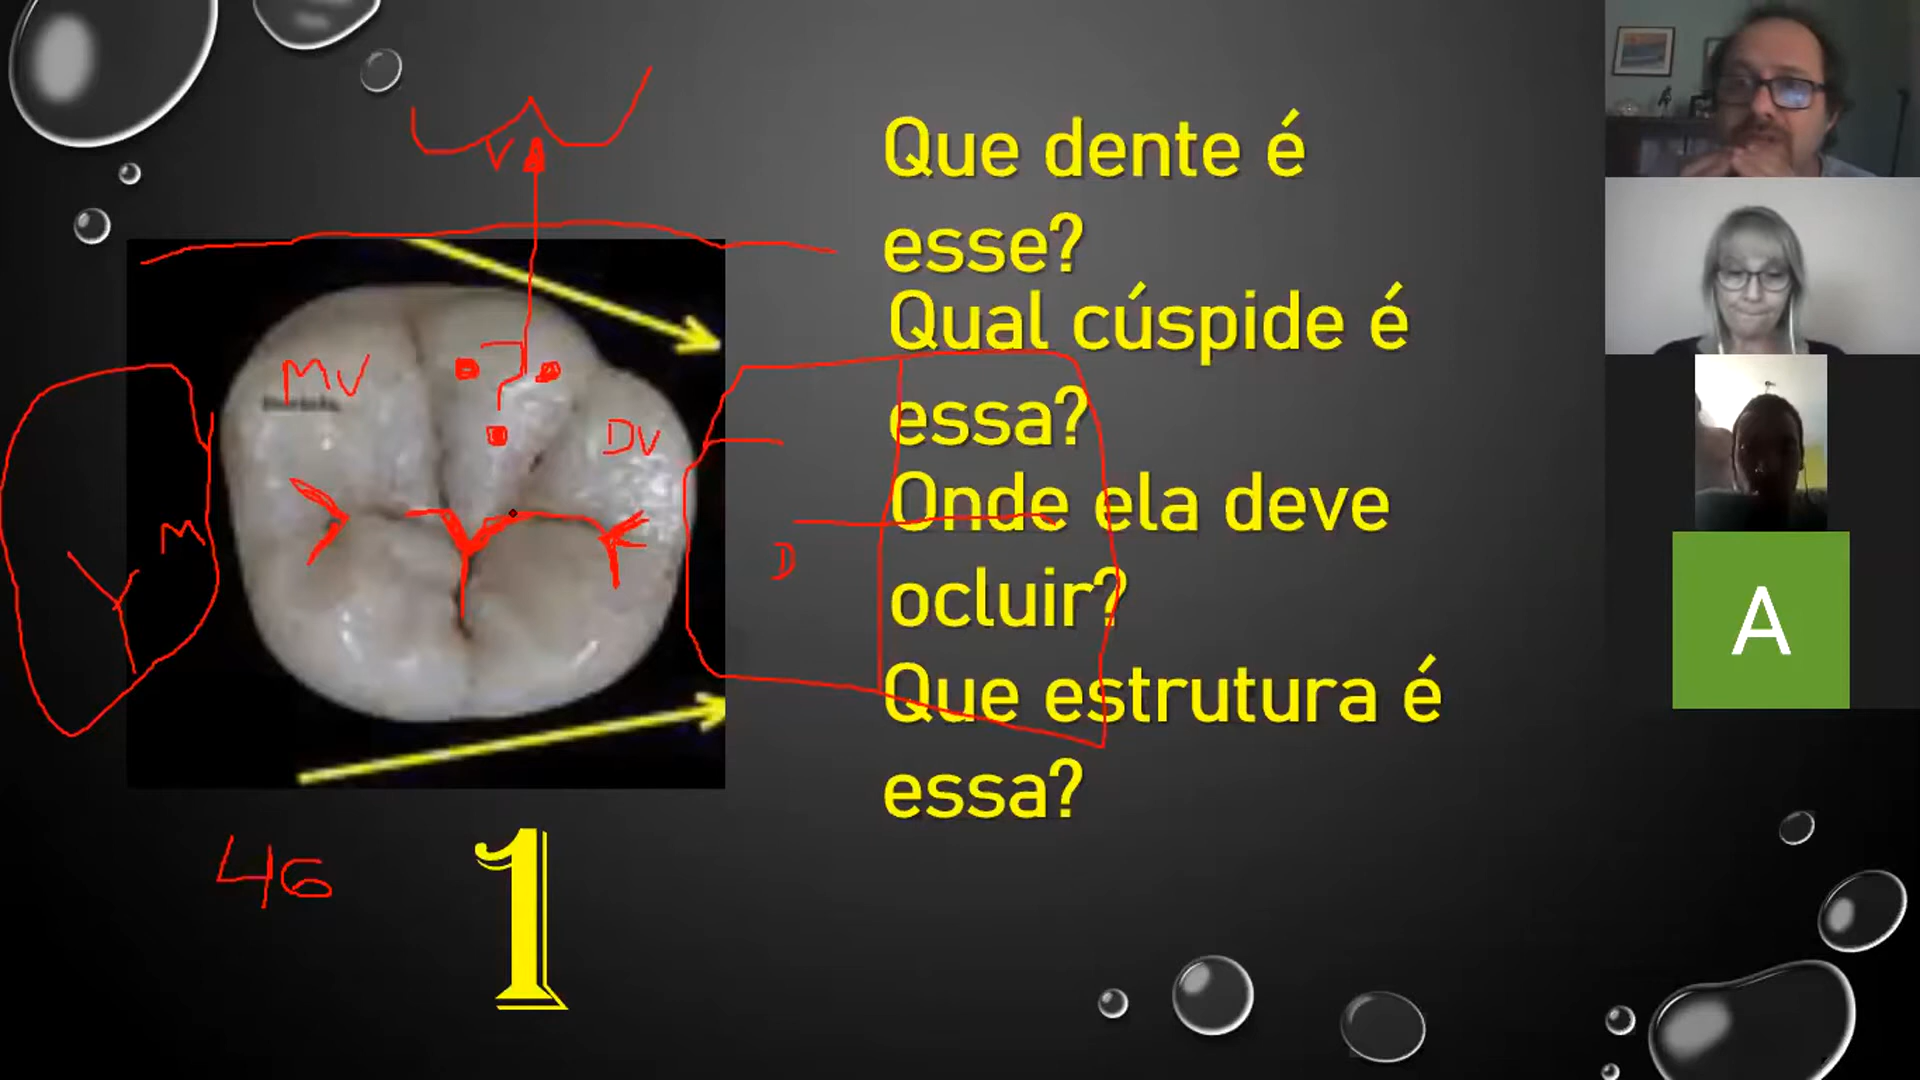 Que dente é
esse?
Qual cúspide é
essa?
Onde ela deve
ocluir?
Que estrutura é
essa?
V
MV
DV
M
D
46
1
A